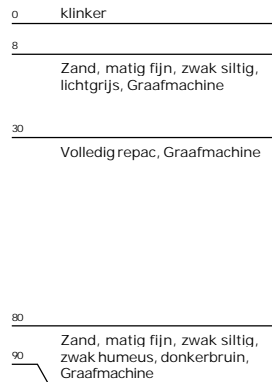 0 klinker
8
Zand, matig fijn, zwak siltig,
lichtgrijs, Graafmachine
30
Volledig repac, Graafmachine
80
Zand, matig fijn, zwak siltig,
zwak humeus, donkerbruin,
90
Graafmachine